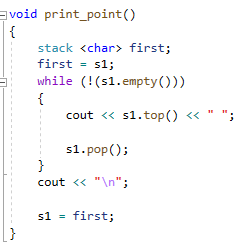 void print_point()
{
stack <char> first;
first = s1;
while (!(s1.empty()))
{
cout << s1.top() << " ";
s1.pop();
}
cout << "\n";
s1 = first;
}